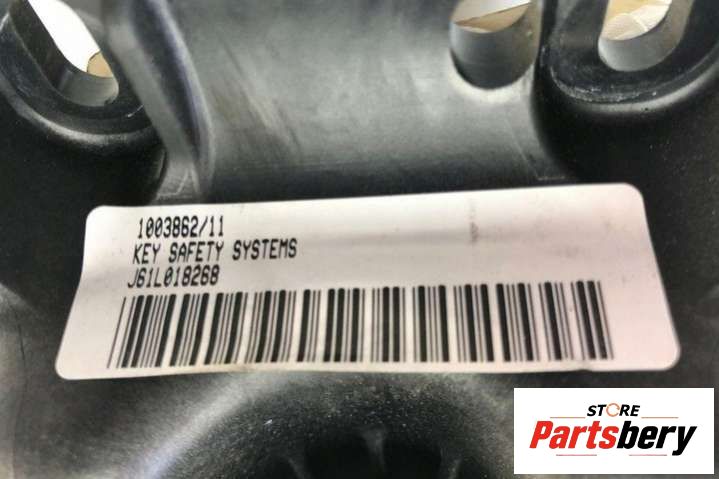 1003862/11
KEY SAFETY SYSTEMS
J61L018268
STORE
Partsbery